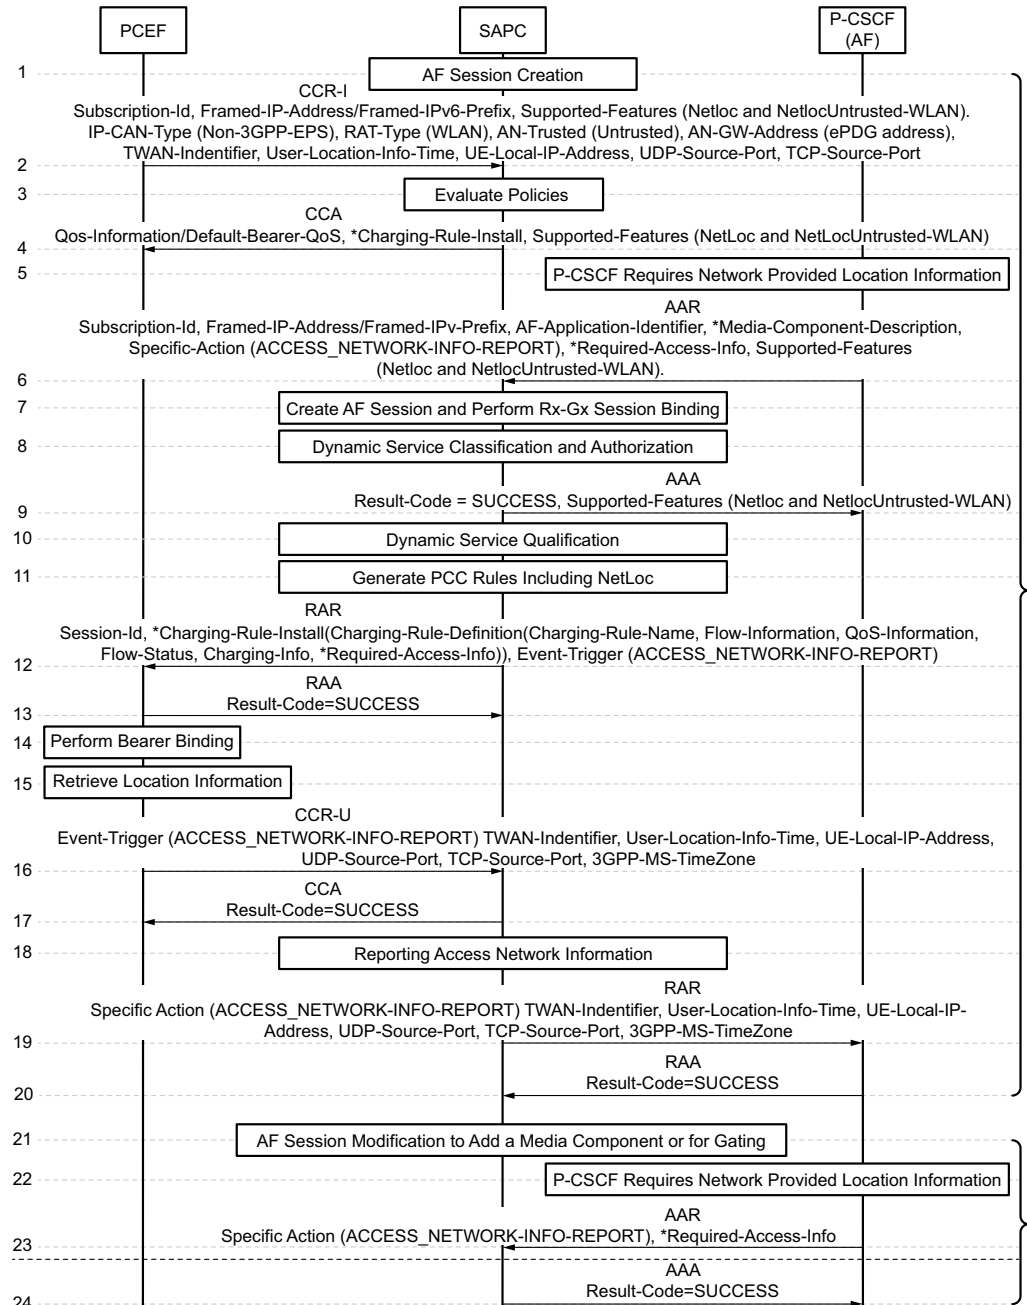 PCEF
SAPC
P-CSCF
(AF)
1
AF Session Creation
CCR-I
Subscription-Id, Framed-IP-Address/Framed-IPv6-Prefix, Supported-Features (Netloc and NetlocUntrusted-WLAN).
IP-CAN-Type (Non-3GPP-EPS), RAT-Type (WLAN), AN-Trusted (Untrusted), AN-GW-Address (ePDG address),
TWAN-Indentifier, User-Location-Info-Time, UE-Local-IP-Address, UDP-Source-Port, TCP-Source-Port
2
3
Evaluate Policies
CCA
Qos-Information/Default-Bearer-QoS, *Charging-Rule-Install, Supported-Features (NetLoc and NetLocUntrusted-WLAN)
4
5
P-CSCF Requires Network Provided Location Information
AAR
Subscription-Id, Framed-IP-Address/Framed-IPv-Prefix, AF-Application-Identifier, *Media-Component-Description,
Specific-Action (ACCESS_NETWORK-INFO-REPORT), *Required-Access-Info, Supported-Features
(Netloc and NetlocUntrusted-WLAN).
6
7
Create AF Session and Perform Rx-Gx Session Binding
8
Dynamic Service Classification and Authorization
AAA
Result-Code = SUCCESS, Supported-Features (Netloc and NetlocUntrusted-WLAN)
9
10
Dynamic Service Qualification
11
Generate PCC Rules Including NetLoc
RAR
Session-Id, *Charging-Rule-Install(Charging-Rule-Definition(Charging-Rule-Name, Flow-Information, QoS-Information,
Flow-Status, Charging-Info, *Required-Access-Info)), Event-Trigger (ACCESS_NETWORK-INFO-REPORT)
12
RAA
Result-Code=SUCCESS
13
14
Perform Bearer Binding
15
Retrieve Location Information
CCR-U
Event-Trigger (ACCESS_NETWORK-INFO-REPORT) TWAN-Indentifier, User-Location-Info-Time, UE-Local-IP-Address,
UDP-Source-Port, TCP-Source-Port, 3GPP-MS-TimeZone
16
CCA
Result-Code=SUCCESS
17
18
Reporting Access Network Information
RAR
Specific Action (ACCESS_NETWORK-INFO-REPORT) TWAN-Indentifier, User-Location-Info-Time, UE-Local-IP-
Address, UDP-Source-Port, TCP-Source-Port, 3GPP-MS-TimeZone
19
RAA
Result-Code=SUCCESS
20
21
AF Session Modification to Add a Media Component or for Gating
22
P-CSCF Requires Network Provided Location Information
AAR
Specific Action (ACCESS_NETWORK-INFO-REPORT), *Required-Access-Info
23
AAA
Result-Code=SUCCESS
24